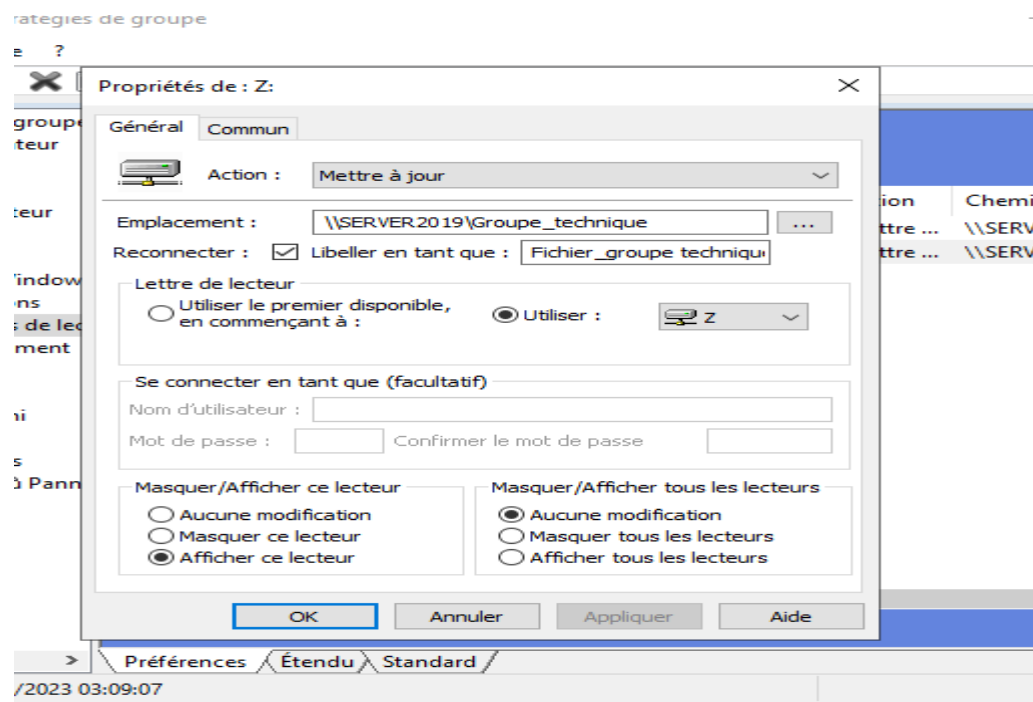 ratégies de groupe
e ?
Propriétés de : Z:
Général Commun
Action : Mettre à jour
Emplacement : \\SERVER2019\Groupe_technique ...
Reconnecter : Libeller en tant que : Fichier_groupe techniqu
Lettre de lecteur
Utiliser le premier disponible,
en commençant à :
Utiliser : Z
Se connecter en tant que (facultatif)
Nom d'utilisateur :
Mot de passe : Confirmer le mot de passe
Masquer/Afficher ce lecteur
Aucune modification
Masquer ce lecteur
Afficher ce lecteur
Masquer/Afficher tous les lecteurs
Aucune modification
Masquer tous les lecteurs
Afficher tous les lecteurs
OK Annuler Appliquer Aide
groupe
teur
teur
indow
ns
s de lec
ment
ni
s
ù Pann
ion Chemi
ttre ... \\SERV
ttre ... \\SERV
> Préférences Étendu Standard
/2023 03:09:07